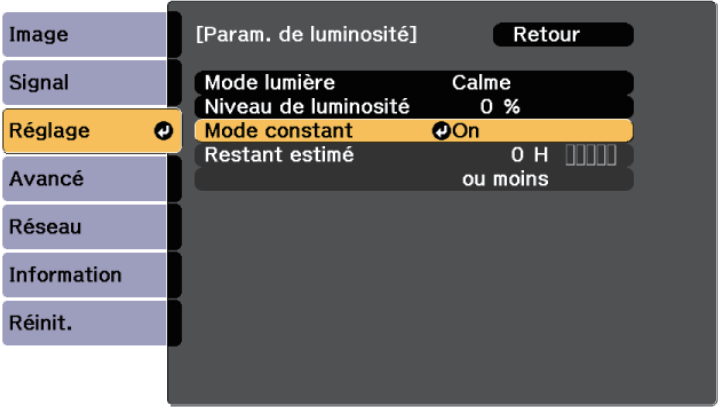 Image
Signal
Réglage
Avancé
Réseau
Information
Réinit.
[Param. de luminosité] Retour
Mode lumière Calme
Niveau de luminosité 0 %
Mode constant On
Restant estimé 0 H
ou moins